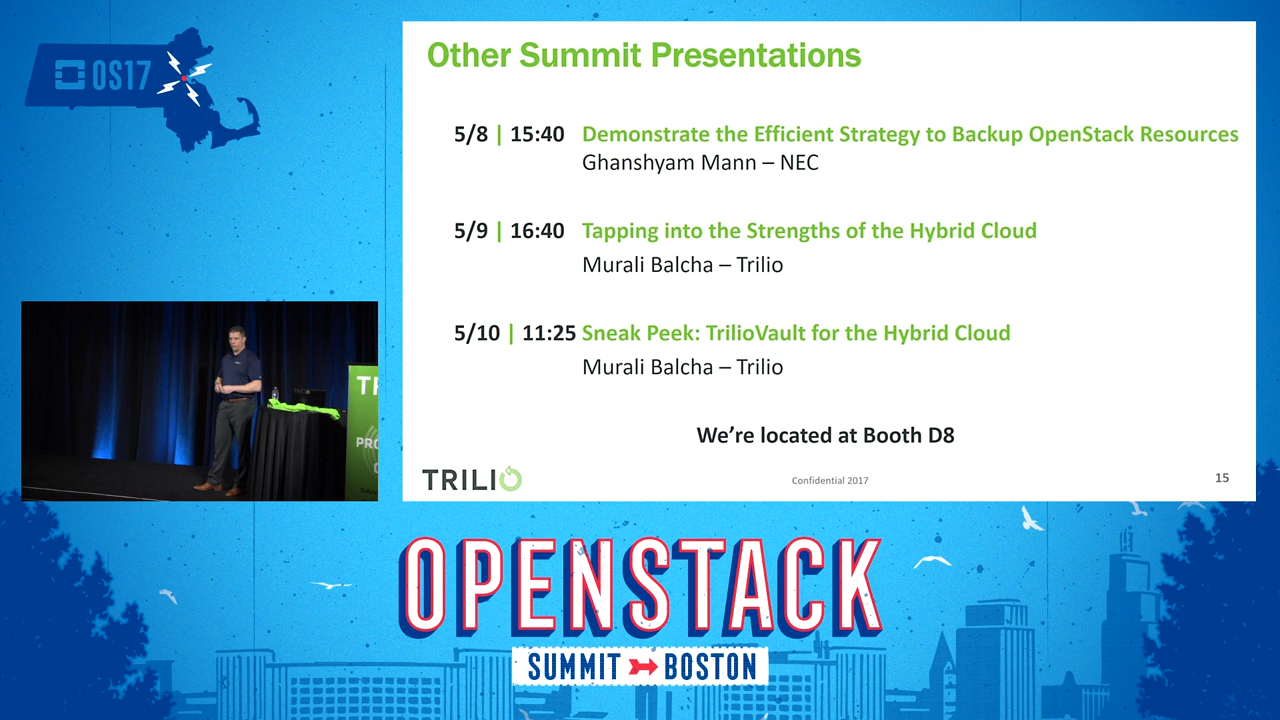 OS17
Other Summit Presentations
5/8 | 15:40 Demonstrate the Efficient Strategy to Backup OpenStack Resources
Ghanshyam Mann – NEC
5/9 | 16:40 Tapping into the Strengths of the Hybrid Cloud
Murali Balcha – Trilio
5/10 | 11:25 Sneak Peek: TrilioVault for the Hybrid Cloud
Murali Balcha – Trilio
We're located at Booth D8
TRILIO
Confidential 2017
15
OPENSTACK
SUMMIT BOSTON